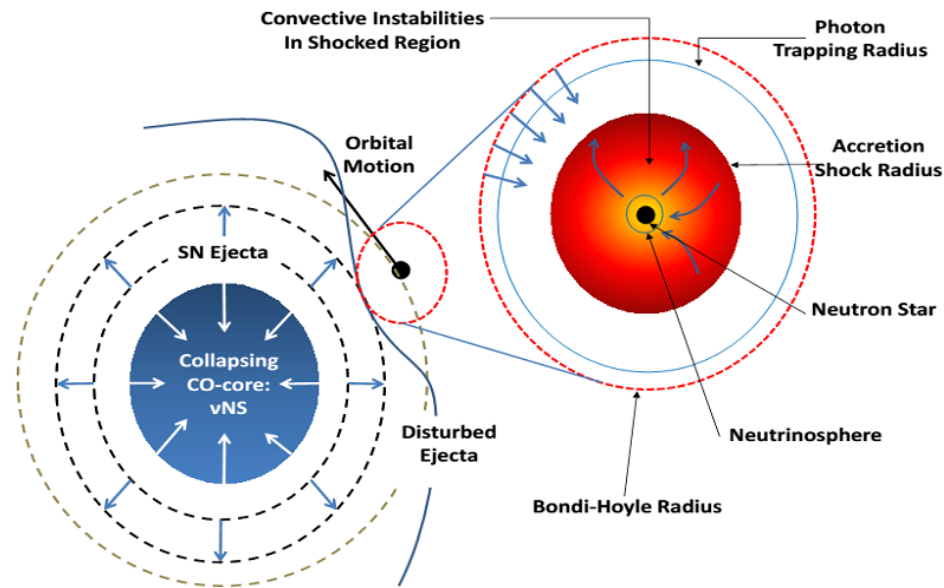 Convective Instabilities
In Shocked Region
Photon
Trapping Radius
Orbital
Motion
Accretion
Shock Radius
SN Ejecta
Neutron Star
Collapsing
CO-core:
νNS
Disturbed
Ejecta
Neutrinosphere
Bondi-Hoyle Radius